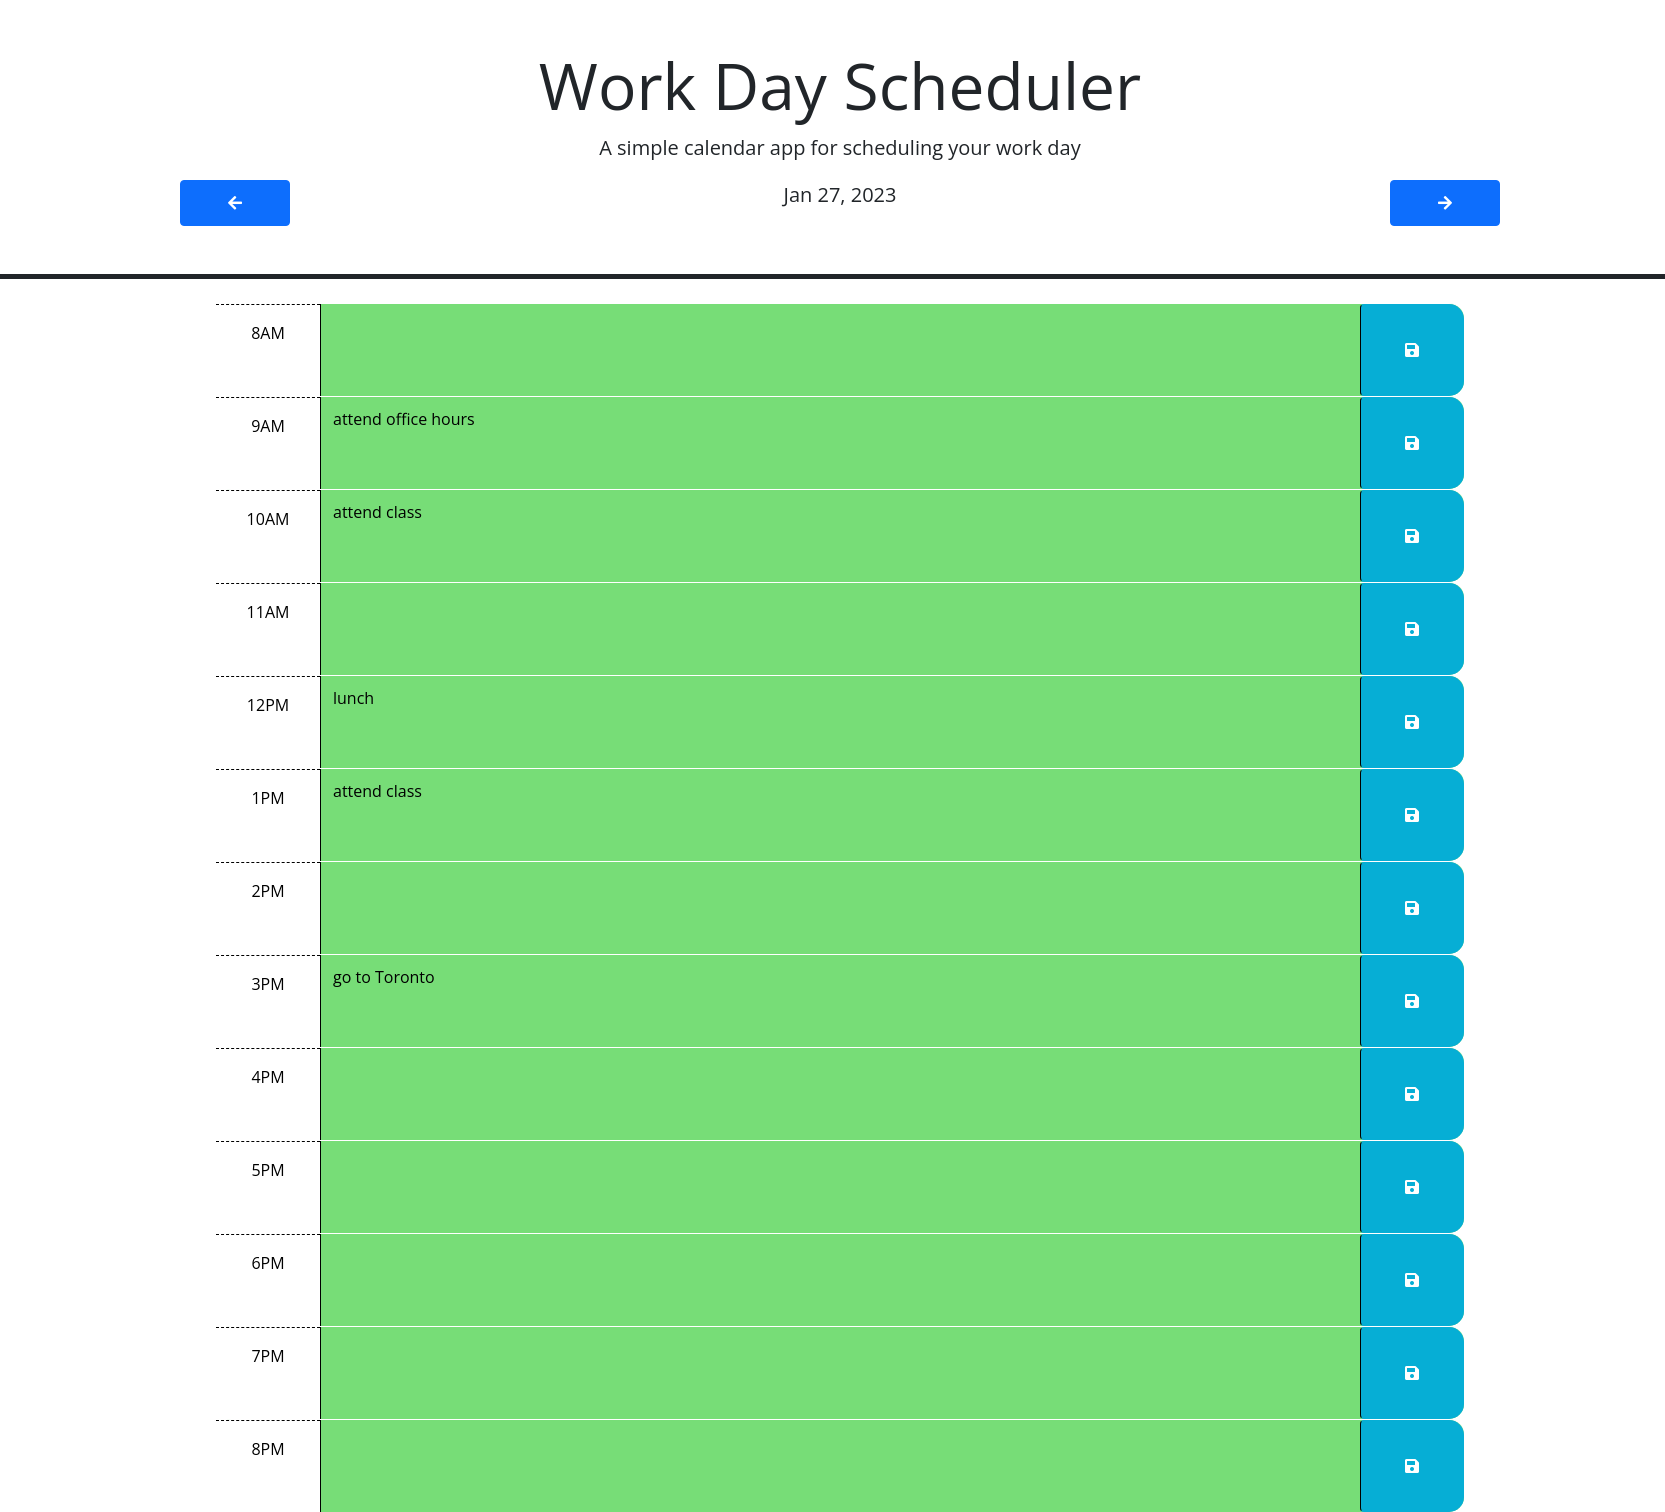 Work Day Scheduler
A simple calendar app for scheduling your work day
Jan 27, 2023
8AM
9AM
attend office hours
10AM
attend class
11AM
12PM
lunch
1PM
attend class
2PM
3PM
go to Toronto
4PM
5PM
6PM
7PM
8PM